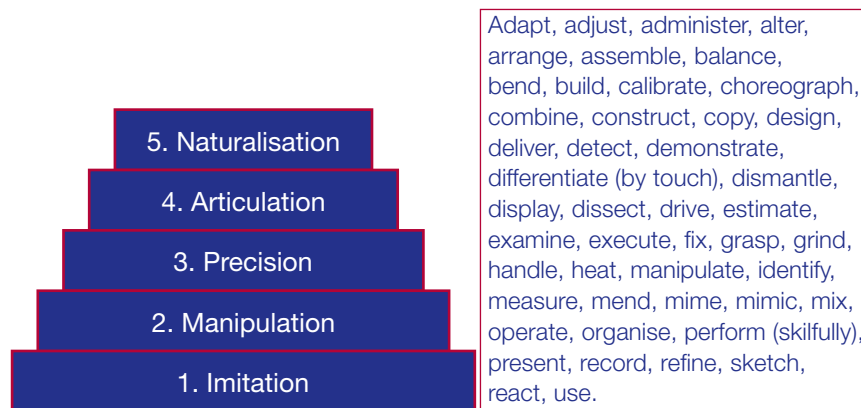 5. Naturalisation
4. Articulation
3. Precision
2. Manipulation
1. Imitation
Adapt, adjust, administer, alter,
arrange, assemble, balance,
bend, build, calibrate, choreograph,
combine, construct, copy, design,
deliver, detect, demonstrate,
differentiate (by touch), dismantle,
display, dissect, drive, estimate,
examine, execute, fix, grasp, grind,
handle, heat, manipulate, identify,
measure, mend, mime, mimic, mix,
operate, organise, perform (skilfully),
present, record, refine, sketch,
react, use.